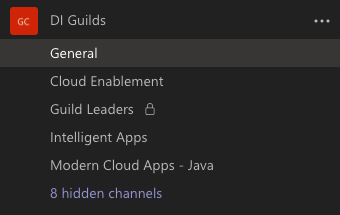 GC DI Guilds
General
Cloud Enablement
Guild Leaders
Intelligent Apps
Modern Cloud Apps - Java
8 hidden channels